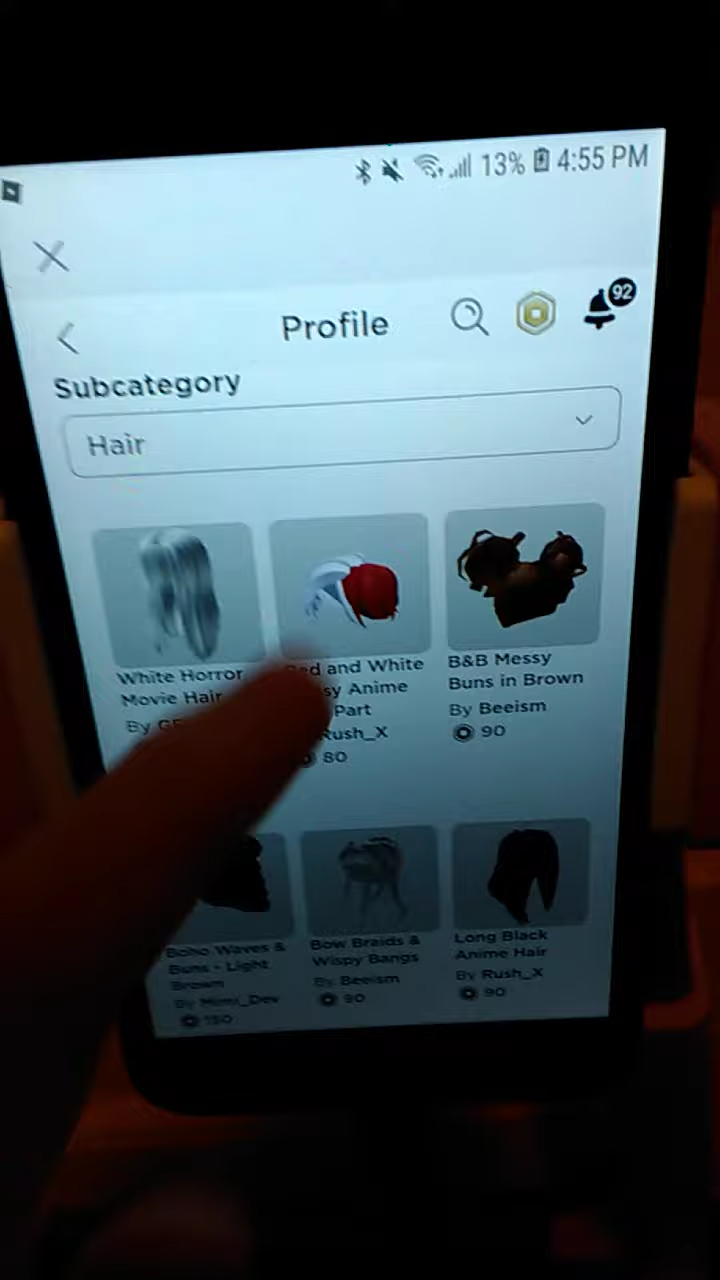 13% 4:55 PM
92
Profile
Subcategory
Hair
White Horror
Movie Hair
By
Red and White
sy Anime
Part
Rush_X
80
B&B Messy
Buns in Brown
By Beeism
90
Boho Waves &
Buns - Light
Brown
By Mimi_Dev
150
Bow Braids &
Wispy Bangs
By Beeism
90
Long Black
Anime Hair
By Rush_X
90